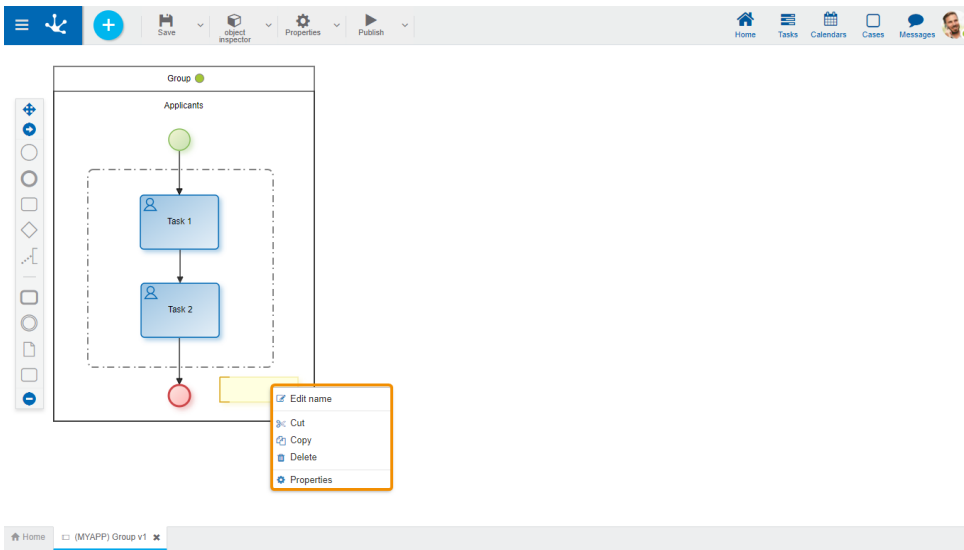 Save
object
inspector
Properties
Publish
Home
Tasks
Calendars
Cases
Messages
Group
Applicants
Task 1
Task 2
Edit name
Cut
Copy
Delete
Properties
Home
(MYAPP) Group v1